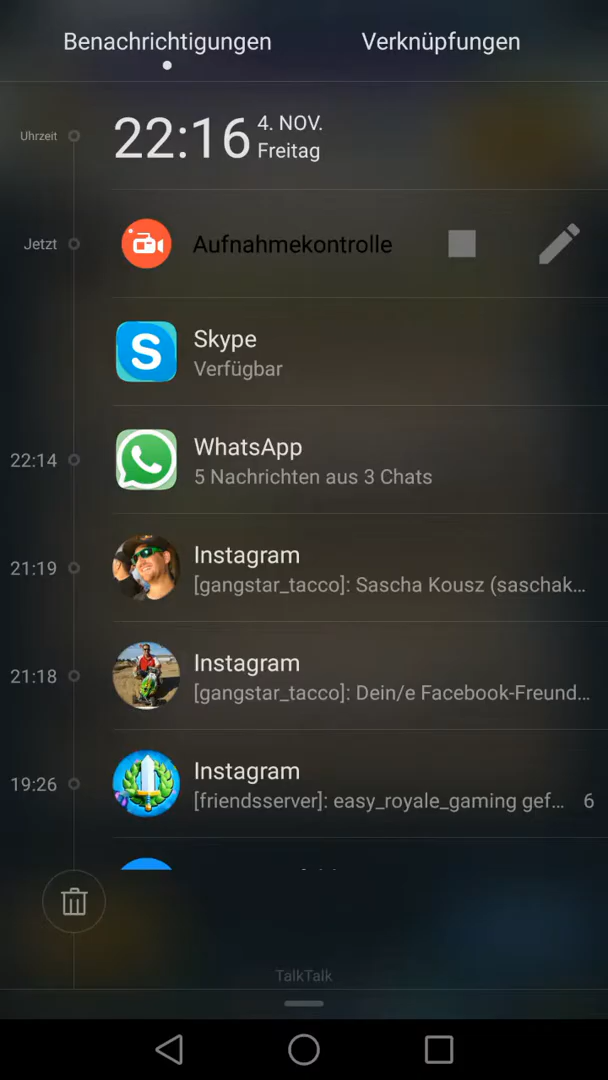 Benachrichtigungen
Verknüpfungen
Uhrzeit
22:16
4. NOV.
Freitag
Jetzt
Aufnahmekontrolle
Skype
Verfügbar
22:14
WhatsApp
5 Nachrichten aus 3 Chats
21:19
Instagram
[gangstar_tacco]: Sascha Kousz (saschak...
21:18
Instagram
[gangstar_tacco]: Dein/e Facebook-Freund...
19:26
Instagram
[friendsserver]: easy_royale_gaming gef... 6
TalkTalk